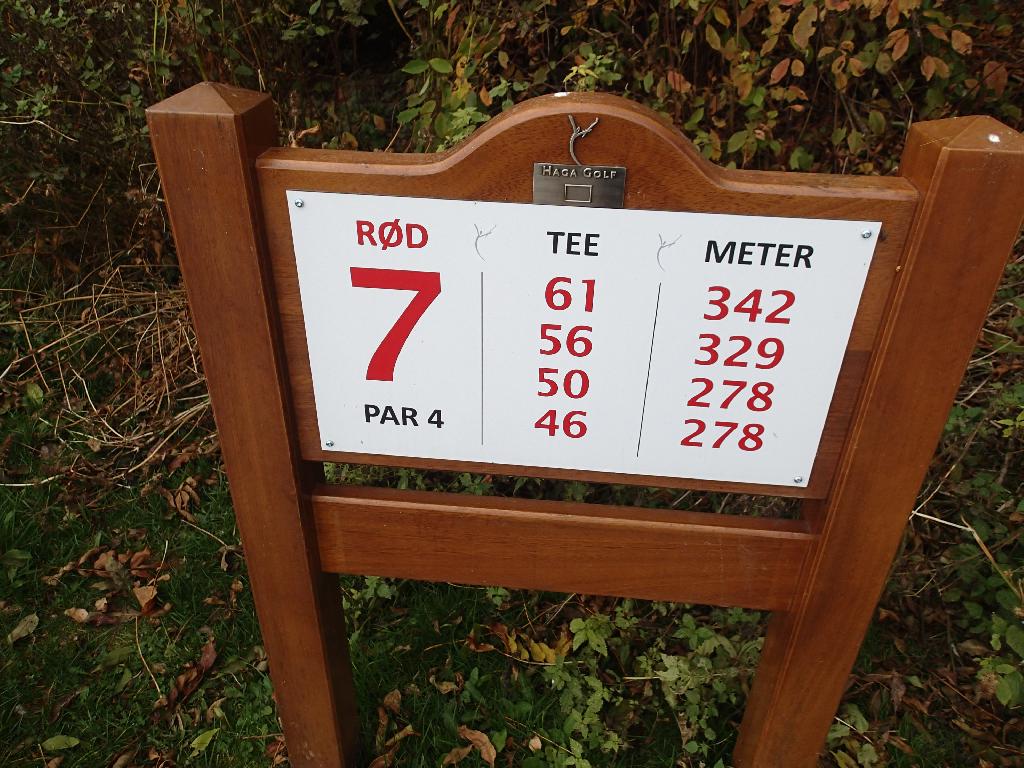 HAGA GOLF
RØD TEE METER
7
61 342
56 329
50 278
46 278
PAR 4